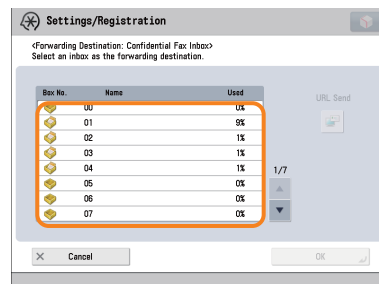 Settings/Registration
<Forwarding Destination: Confidential Fax Inbox>
Select an inbox as the forwarding destination.
Box No. Name Used
URL Send
00 0%
01 9%
02 1%
03 1%
04 1%
1/7
05 0%
06 0%
07 0%
Cancel
OK